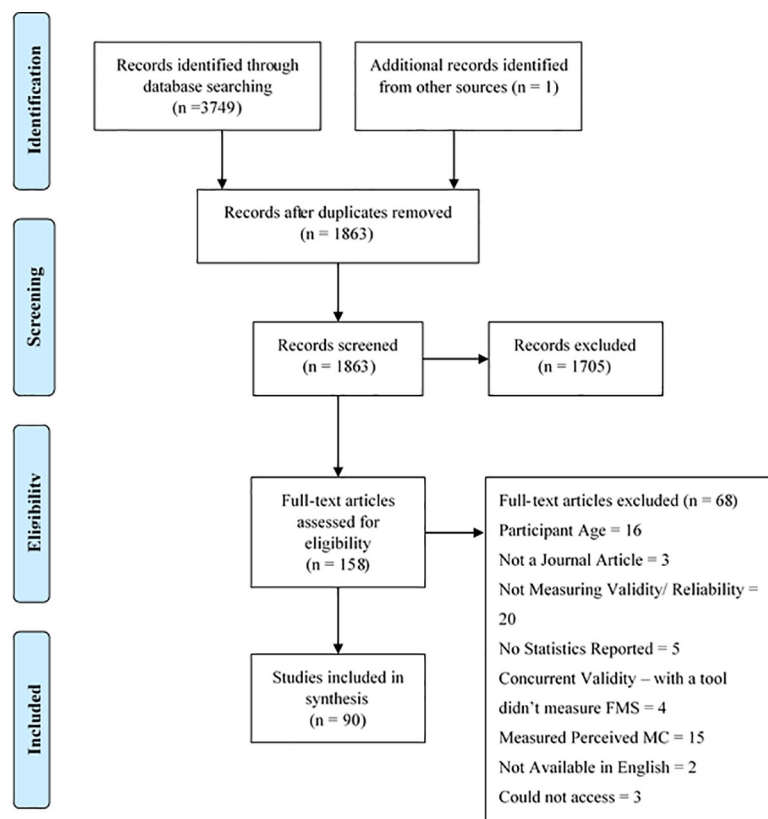 Identification
Records identified through
database searching
(n =3749)
Additional records identified
from other sources (n = 1)
Records after duplicates removed
(n = 1863)
Screening
Records screened
(n = 1863)
Records excluded
(n = 1705)
Eligibility
Full-text articles
assessed for
eligibility
(n = 158)
Full-text articles excluded (n = 68)
Participant Age = 16
Not a Journal Article = 3
Not Measuring Validity/ Reliability =
20
No Statistics Reported = 5
Concurrent Validity – with a tool
didn't measure FMS = 4
Measured Perceived MC = 15
Not Available in English = 2
Could not access = 3
Included
Studies included in
synthesis
(n = 90)